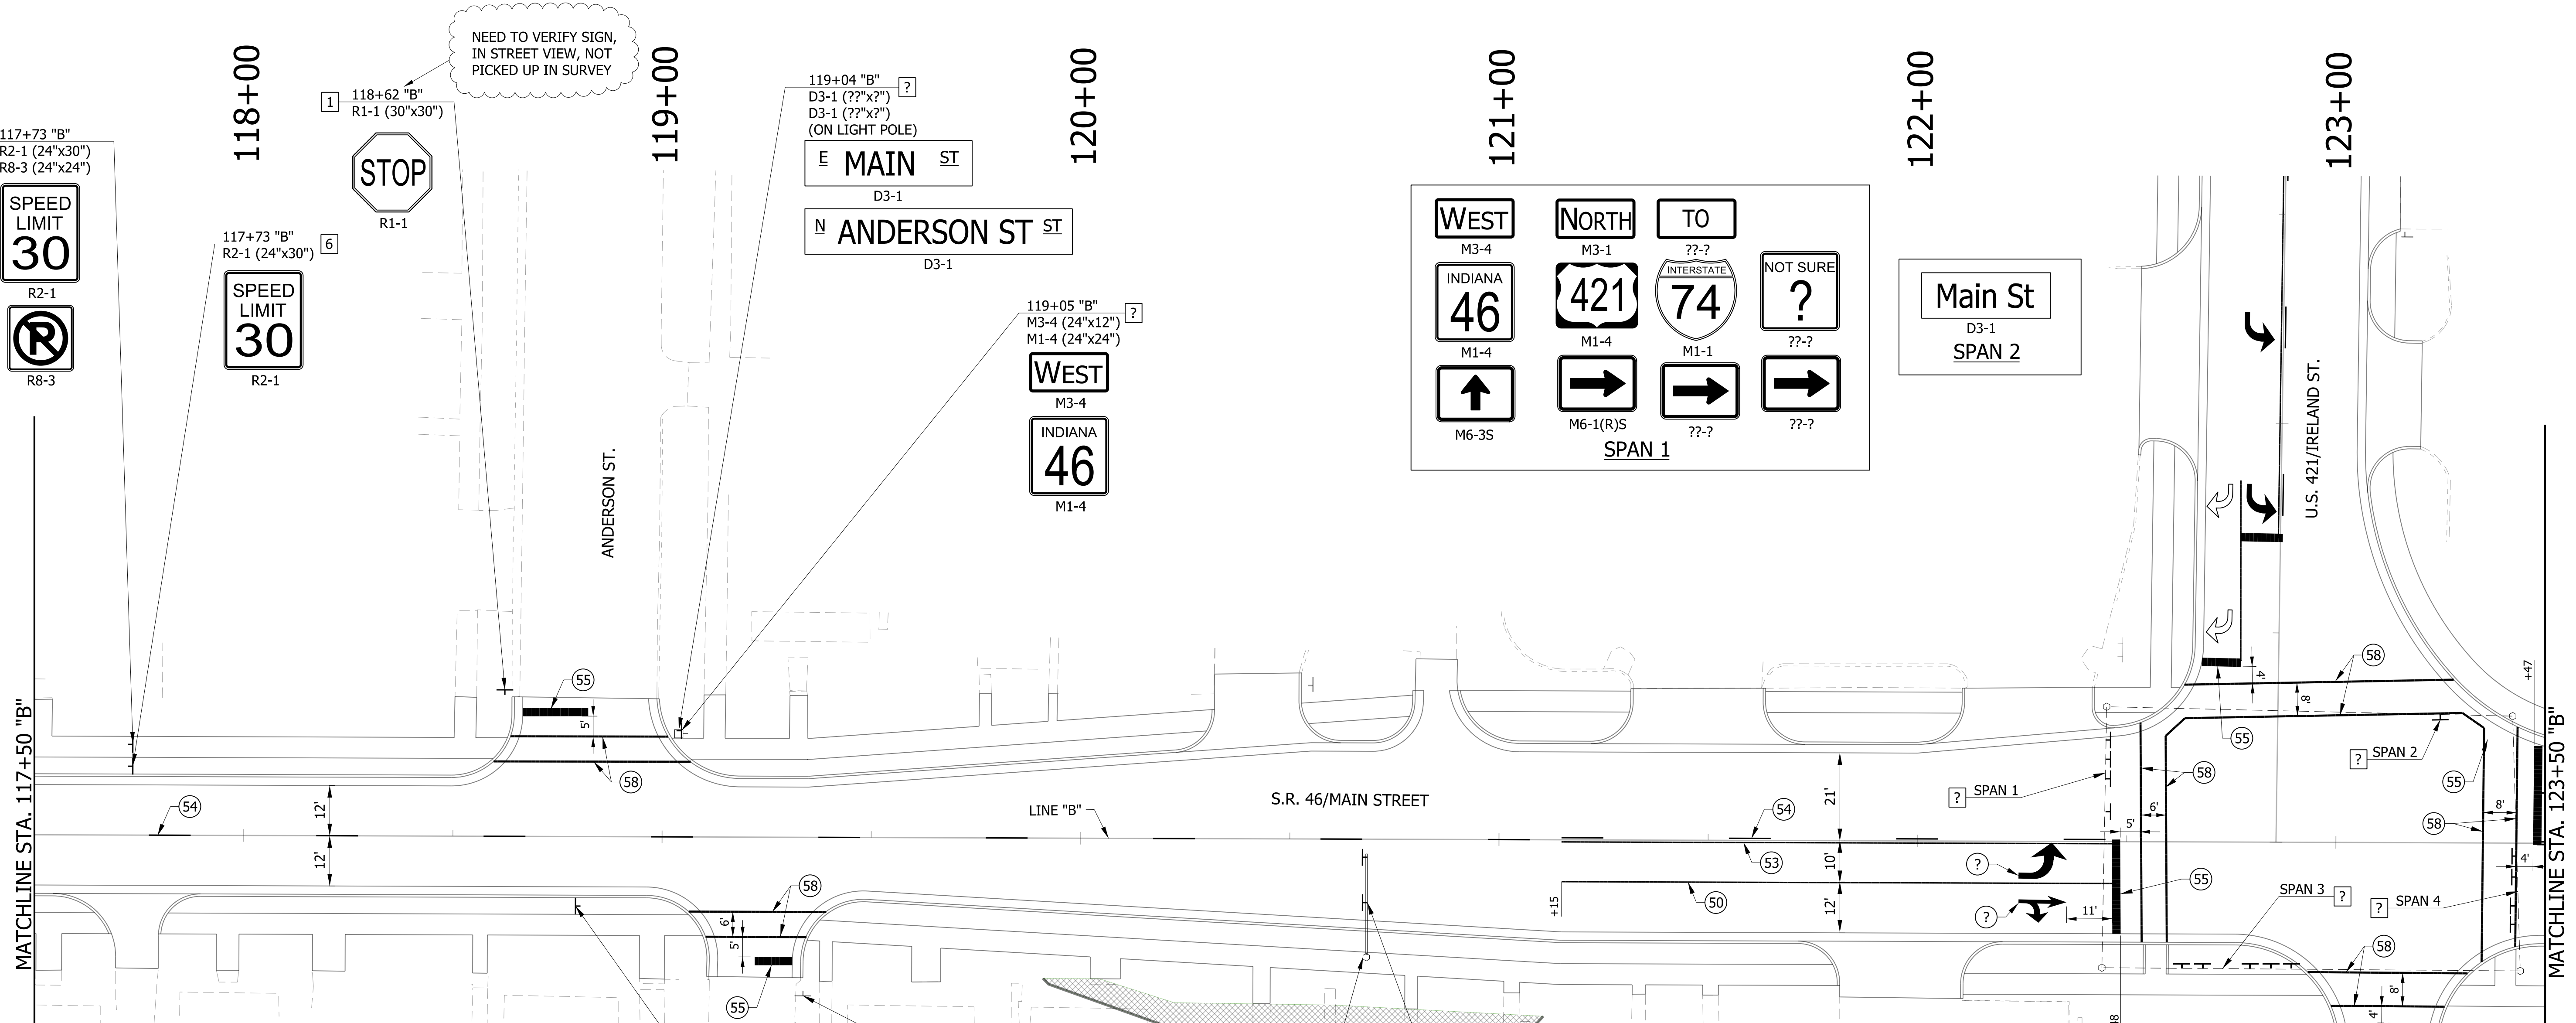 NEED TO VERIFY SIGN,
IN STREET VIEW, NOT
PICKED UP IN SURVEY
118+00
119+00
120+00
121+00
122+00
123+00
117+73 "B"
R2-1 (24"x30")
R8-3 (24"x24")
SPEED
LIMIT
30
R2-1
R8-3
117+73 "B"
R2-1 (24"x30")
6
SPEED
LIMIT
30
R2-1
1
118+62 "B"
R1-1 (30"x30")
STOP
R1-1
119+04 "B"
?
D3-1 (??"x?")
D3-1 (??"x?")
(ON LIGHT POLE)
E MAIN ST
D3-1
N ANDERSON ST ST
D3-1
119+05 "B"
?
M3-4 (24"x12")
M1-4 (24"x24")
WEST
M3-4
INDIANA
46
M1-4
WEST
M3-4
INDIANA
46
M1-4
M6-3S
NORTH
M3-1
421
M1-4
M6-1(R)S
TO
??-?
INTERSTATE
74
M1-1
??-?
NOT SURE
?
??-?
??-?
SPAN 1
Main St
D3-1
SPAN 2
ANDERSON ST.
U.S. 421/IRELAND ST.
MATCHLINE STA. 117+50 "B"
54
12'
12'
55
5'
58
58
6'
5'
55
LINE "B"
S.R. 46/MAIN STREET
+15
54
53
50
21'
10'
12'
?
?
11'
? SPAN 1
5'
6'
58
55
55
4'
8'
58
? SPAN 2
55
8'
58
4'
+47
SPAN 3 ?
? SPAN 4
58
8'
4'
MATCHLINE STA. 123+50 "B"